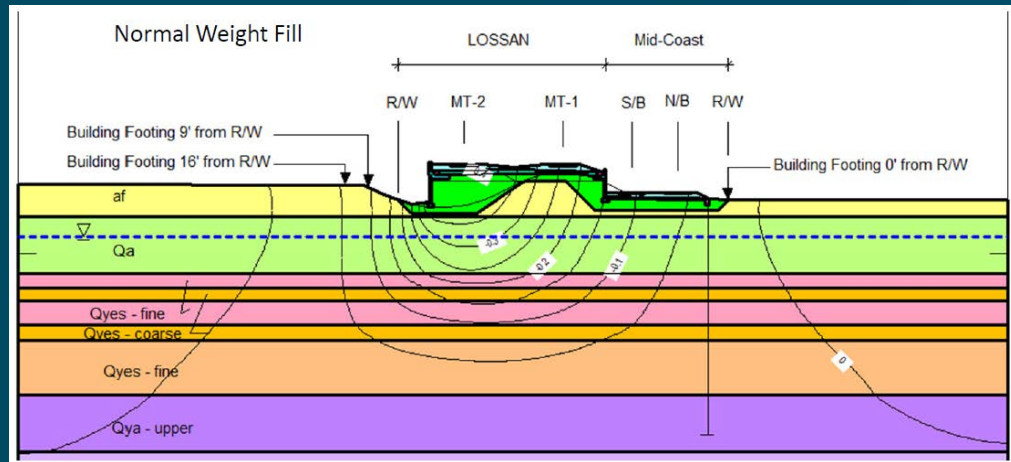 Normal Weight Fill
LOSSAN
Mid-Coast
R/W
MT-2
MT-1
S/B
N/B
R/W
Building Footing 9' from R/W
Building Footing 16' from R/W
Building Footing 0' from R/W
af
Qa
-0.3
-0.2
-0.1
0
Qyes - fine
Qyes - coarse
Qyes - fine
Qya - upper